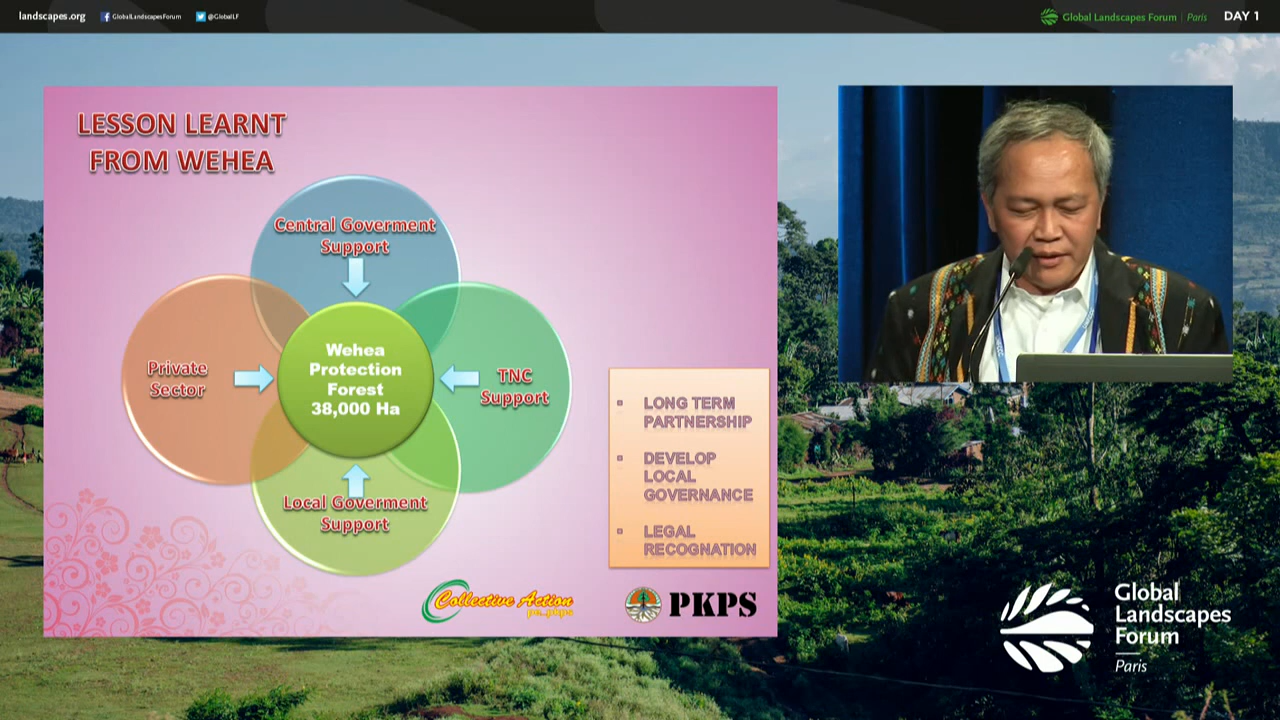 landscapes.org
GlobalLandscapesForum
@GlobalLF
Global Landscapes Forum | Paris
DAY 1
LESSON LEARNT
FROM WEHEA
Central Goverment
Support
Private
Sector
Wehea
Protection
Forest
38,000 Ha
TNC
Support
Local Goverment
Support
▫ LONG TERM
PARTNERSHIP
▫ DEVELOP
LOCAL
GOVERNANCE
▫ LEGAL
RECOGNATION
Collective Action
PKPS
Global
Landscapes
Forum
Paris